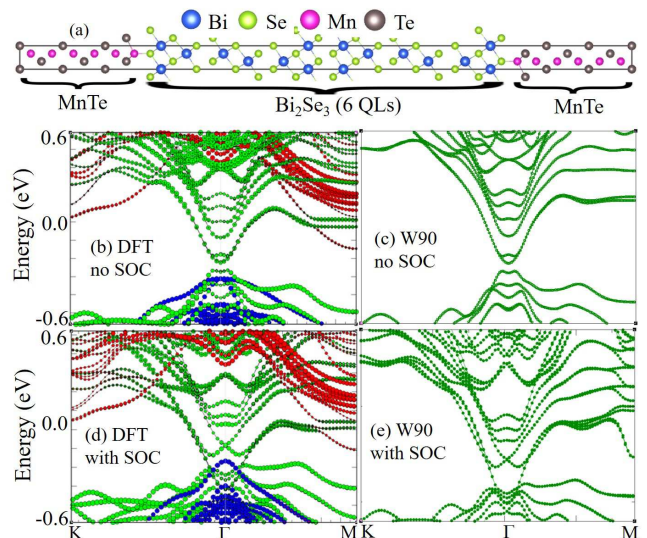 (a) Bi Se Mn Te
MnTe Bi₂Se₃ (6 QLs) MnTe
0.6
0.0
-0.6
Energy (eV)
(b) DFT
no SOC
(c) W90
no SOC
0.6
0.0
-0.6
Energy (eV)
(d) DFT
with SOC
(e) W90
with SOC
K Γ M K Γ M